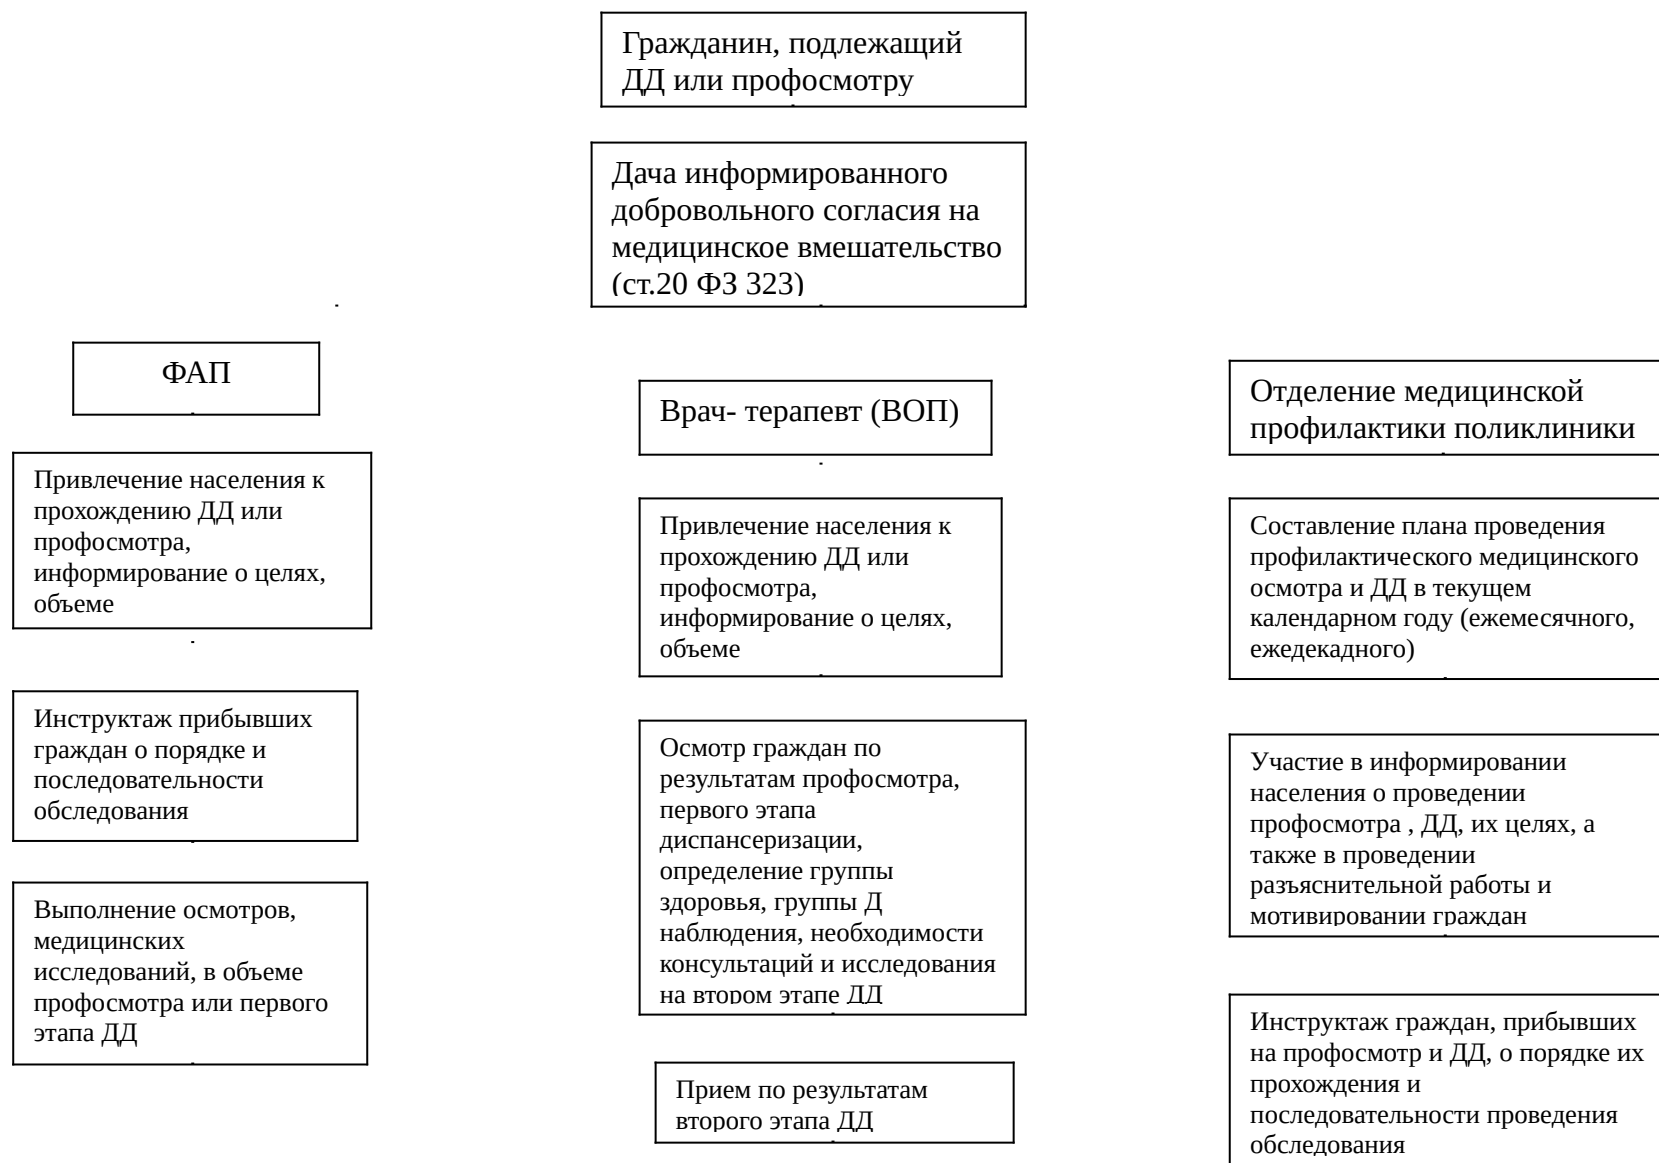 Гражданин, подлежащий
ДД или профосмотру
Дача информированного
добровольного согласия на
медицинское вмешательство
(ст.20 ФЗ 323)
ФАП
Привлечение населения к
прохождению ДД или
профосмотра,
информирование о целях,
объеме
Инструктаж прибывших
граждан о порядке и
последовательности
обследования
Выполнение осмотров,
медицинских
исследований, в объеме
профосмотра или первого
этапа ДД
Врач- терапевт (ВОП)
Привлечение населения к
прохождению ДД или
профосмотра,
информирование о целях,
объеме
Осмотр граждан по
результатам профосмотра,
первого этапа
диспансеризации,
определение группы
здоровья, группы Д
наблюдения, необходимости
консультаций и исследования
на втором этапе ДД
Прием по результатам
второго этапа ДД
Отделение медицинской
профилактики поликлиники
Составление плана проведения
профилактического медицинского
осмотра и ДД в текущем
календарном году (ежемесячного,
ежедекадного)
Участие в информировании
населения о проведении
профосмотра , ДД, их целях, а
также в проведении
разъяснительной работы и
мотивировании граждан
Инструктаж граждан, прибывших
на профосмотр и ДД, о порядке их
прохождения и
последовательности проведения
обследования